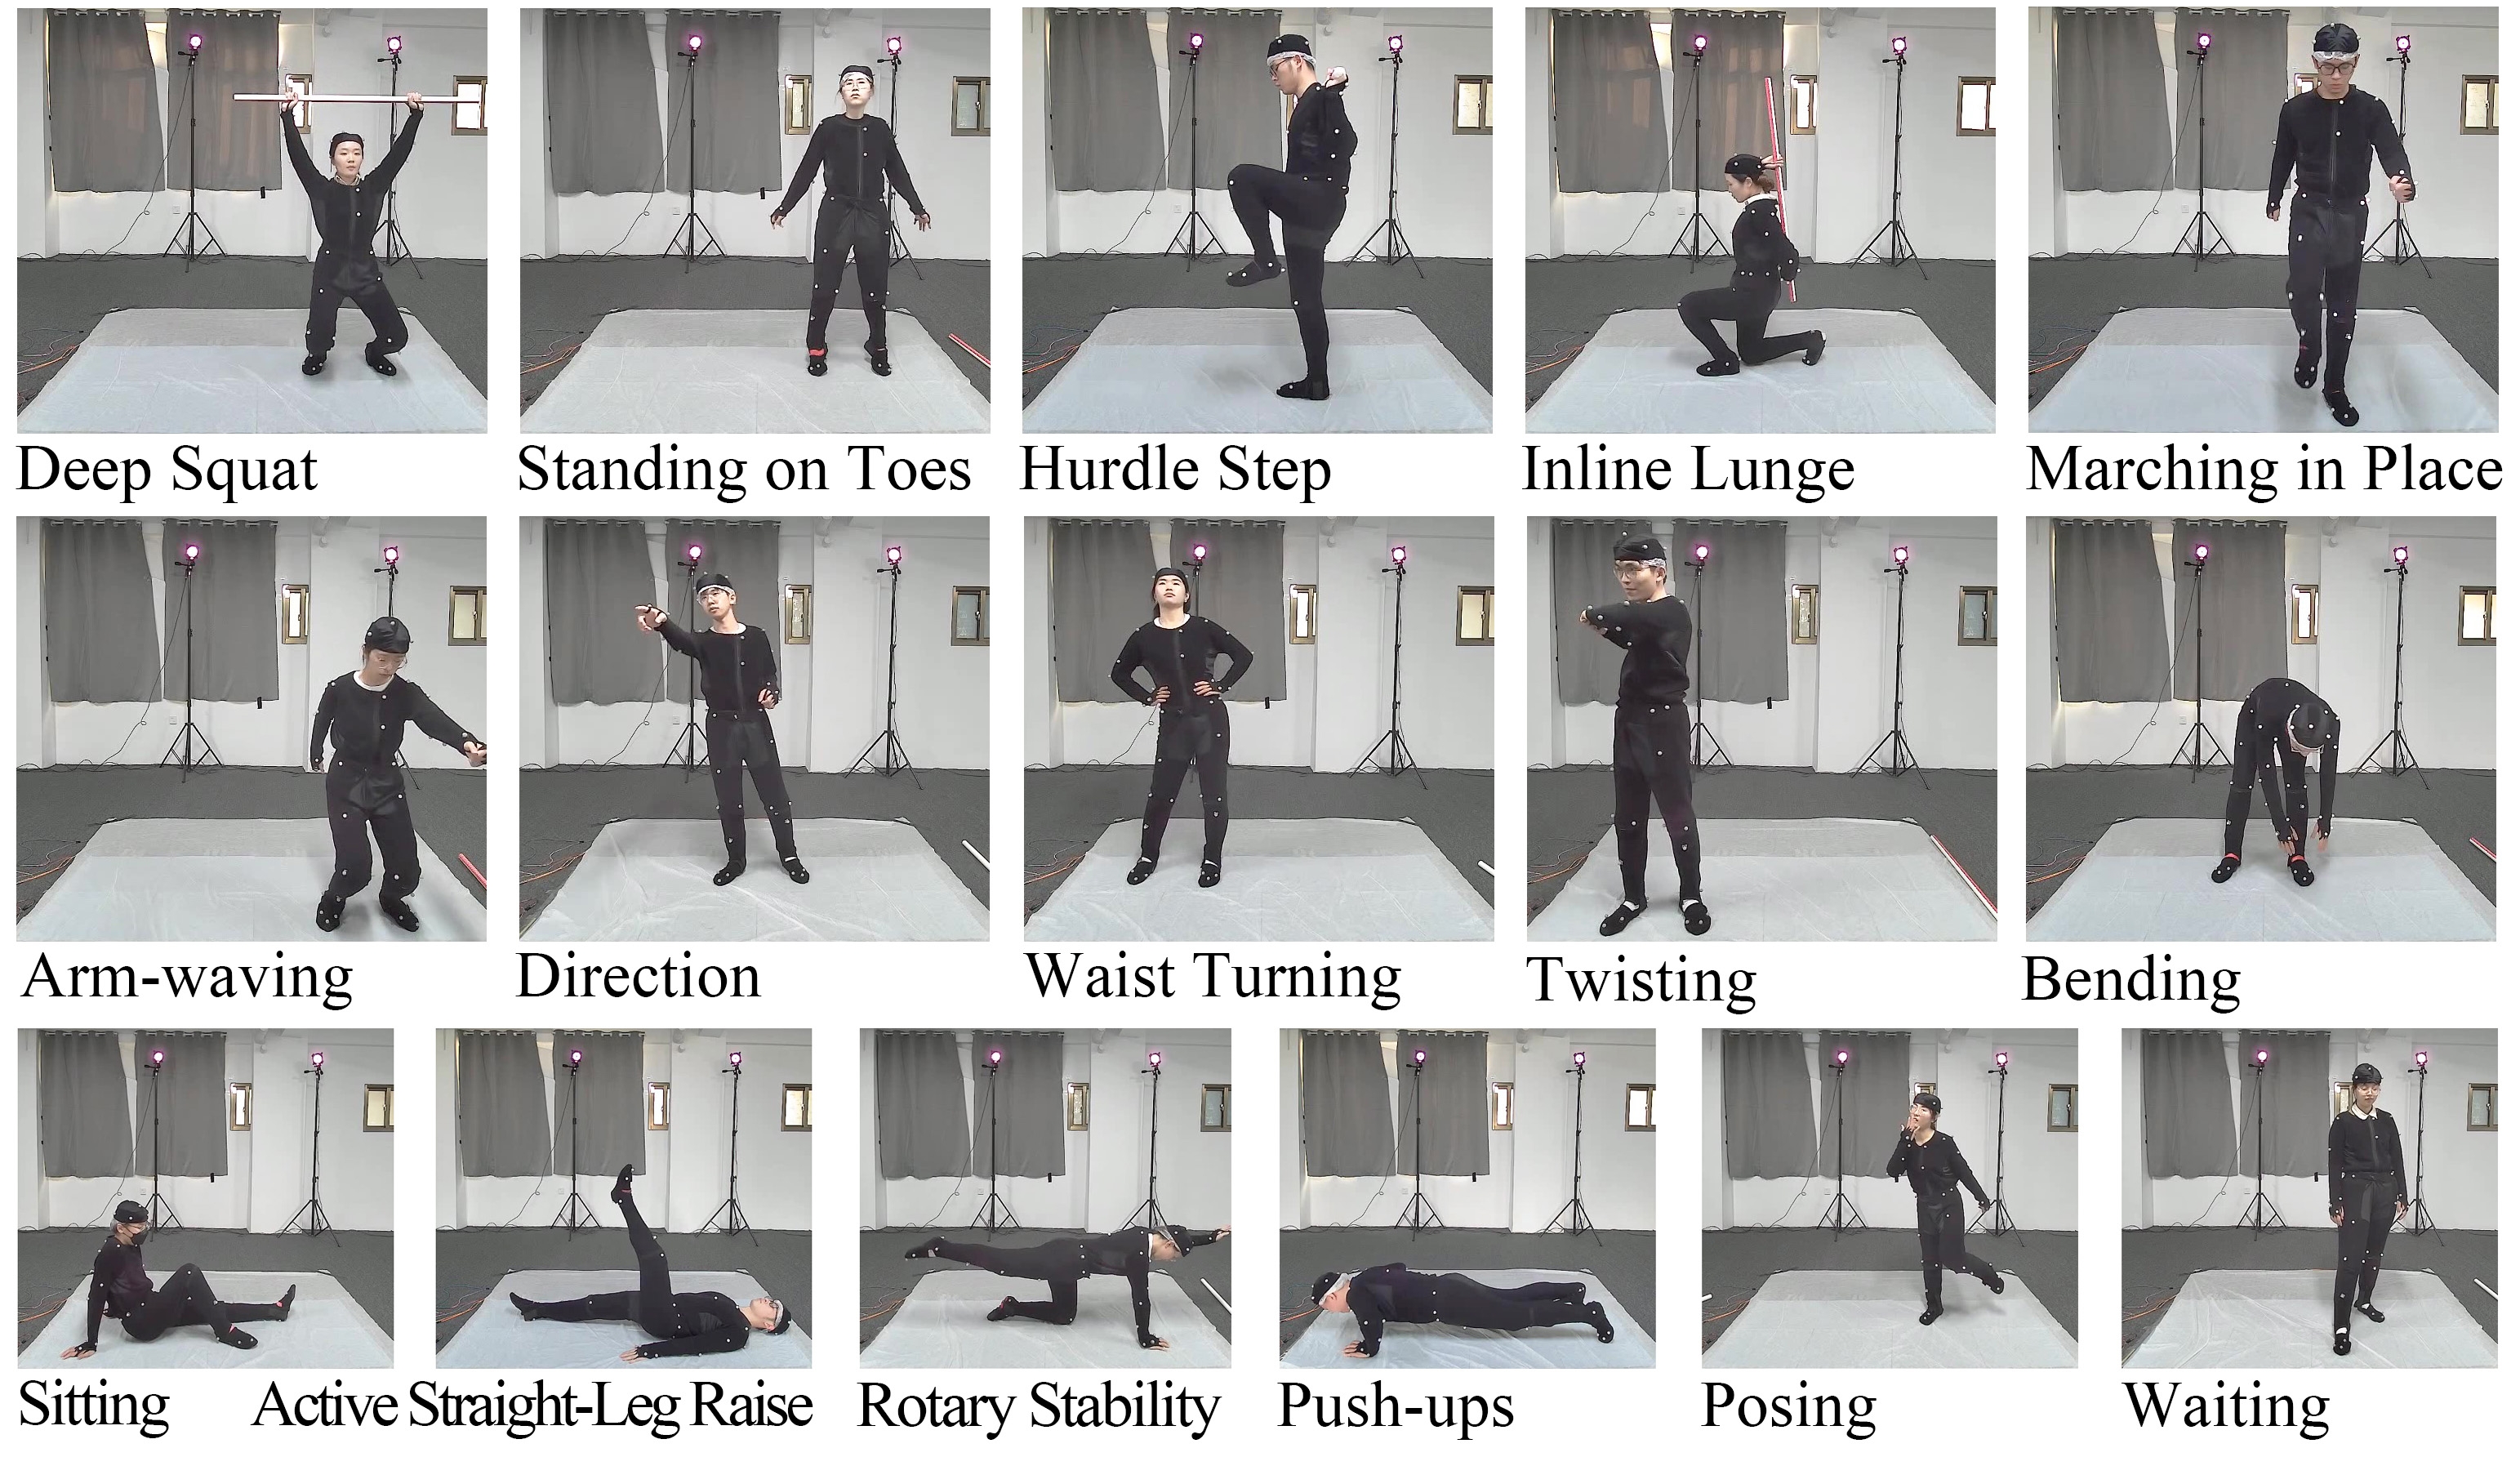 Deep Squat
Standing on Toes
Hurdle Step
Inline Lunge
Marching in Place
Arm-waving
Direction
Waist Turning
Twisting
Bending
Sitting
Active Straight-Leg Raise
Rotary Stability
Push-ups
Posing
Waiting